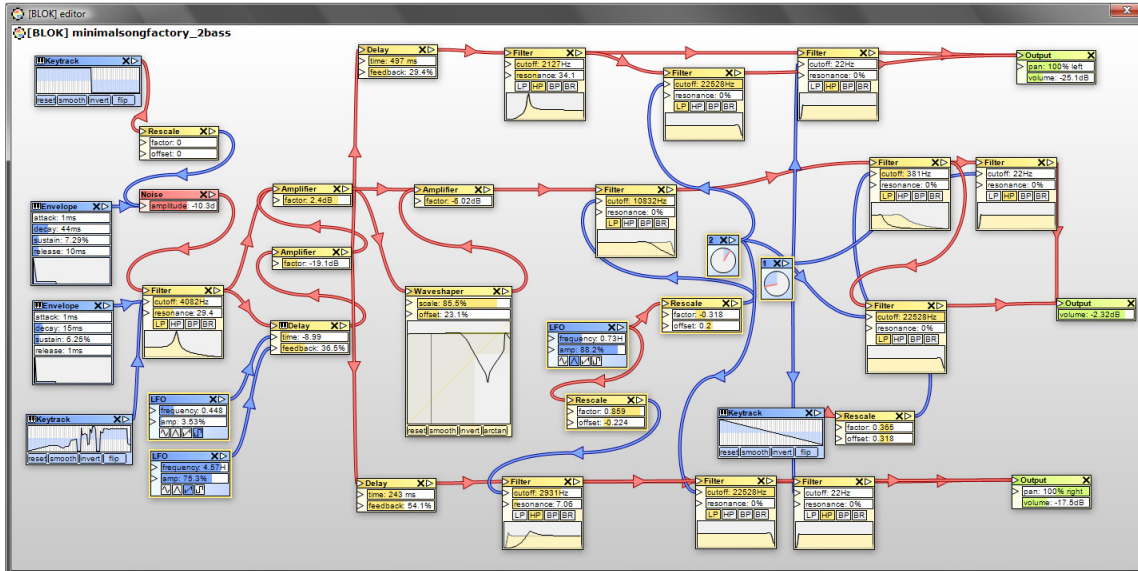 [BLOK] editor
[BLOK] minimalsongfactory_2bass
Keytrack
reset smooth invert flip
Rescale
factor: 0
offset: 0
Noise
amplitude: -10.3d
Envelope
attack: 1ms
decay: 44ms
sustain: 7.29%
release: 10ms
Envelope
attack: 1ms
decay: 15ms
sustain: 6.25%
release: 1ms
Keytrack
reset smooth invert flip
Filter
cutoff: 4082Hz
resonance: 29.4
LP HP BP BR
LFO
frequency: 0.448
amp: 3.53%
LFO
frequency: 4.57H
amp: 75.3%
Amplifier
factor: 2.4dB
Amplifier
factor: -19.1dB
Delay
time: -8.99
feedback: 36.5%
Delay
time: 497 ms
feedback: 29.4%
Amplifier
factor: -6.02dB
Waveshaper
scale: 85.5%
offset: 23.1%
reset smooth invert arctan
Delay
time: 243 ms
feedback: 54.1%
Filter
cutoff: 2127Hz
resonance: 34.1
LP HP BP BR
Filter
cutoff: 22528Hz
resonance: 0%
LP HP BP BR
Filter
cutoff: 22Hz
resonance: 0%
LP HP BP BR
Output
pan: 100% left
volume: -25.1dB
Filter
cutoff: 10832Hz
resonance: 0%
LP HP BP BR
2
1
Filter
cutoff: 381Hz
resonance: 0%
LP HP BP BR
Filter
cutoff: 22Hz
resonance: 0%
LP HP BP BR
LFO
frequency: 0.73H
amp: 88.2%
Rescale
factor: -0.318
offset: 0.2
Rescale
factor: 0.859
offset: -0.224
Filter
cutoff: 22528Hz
resonance: 0%
LP HP BP BR
Output
volume: -2.32dB
Keytrack
reset smooth invert flip
Rescale
factor: 0.365
offset: 0.318
Filter
cutoff: 2931Hz
resonance: 7.06
LP HP BP BR
Filter
cutoff: 22528Hz
resonance: 0%
LP HP BP BR
Filter
cutoff: 22Hz
resonance: 0%
LP HP BP BR
Output
pan: 100% right
volume: -17.5dB